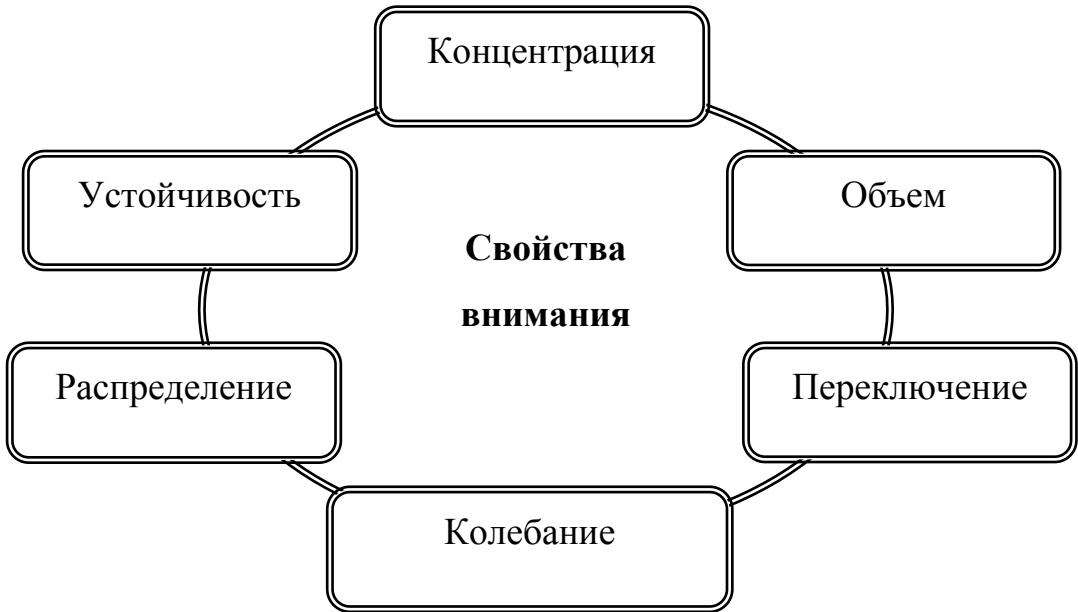 Концентрация
Устойчивость
Объем
Свойства
внимания
Распределение
Переключение
Колебание